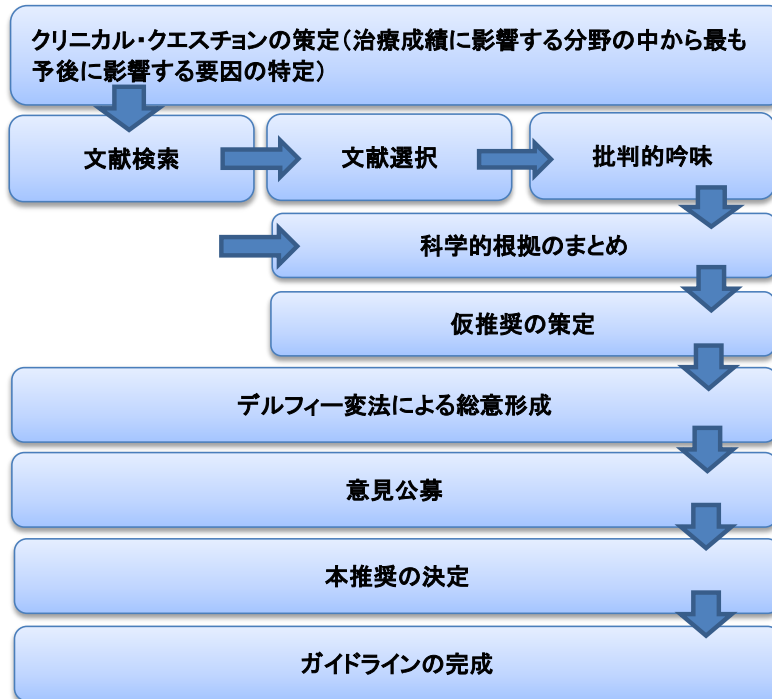 クリニカル・クエスチョンの策定（治療成績に影響する分野の中から最も
予後に影響する要因の特定）
文献検索
文献選択
批判的吟味
科学的根拠のまとめ
仮推奨の策定
デルフィー変法による総意形成
意見公募
本推奨の決定
ガイドラインの完成